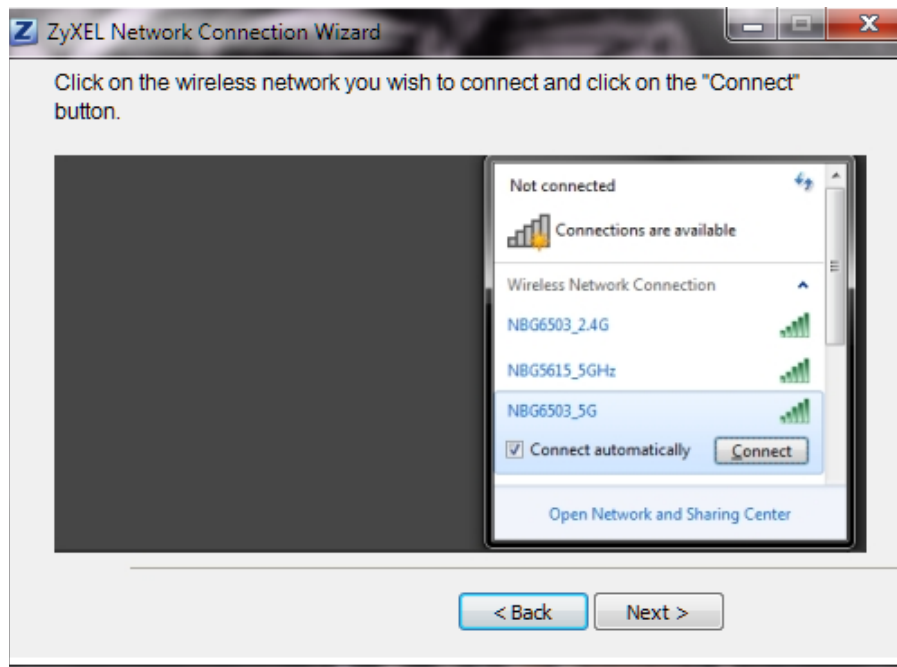 ZyXEL Network Connection Wizard
Click on the wireless network you wish to connect and click on the "Connect"
button.
Not connected
Connections are available
Wireless Network Connection
NBG6503_2.4G
NBG5615_5GHz
NBG6503_5G
Connect automatically Connect
Open Network and Sharing Center
< Back Next >